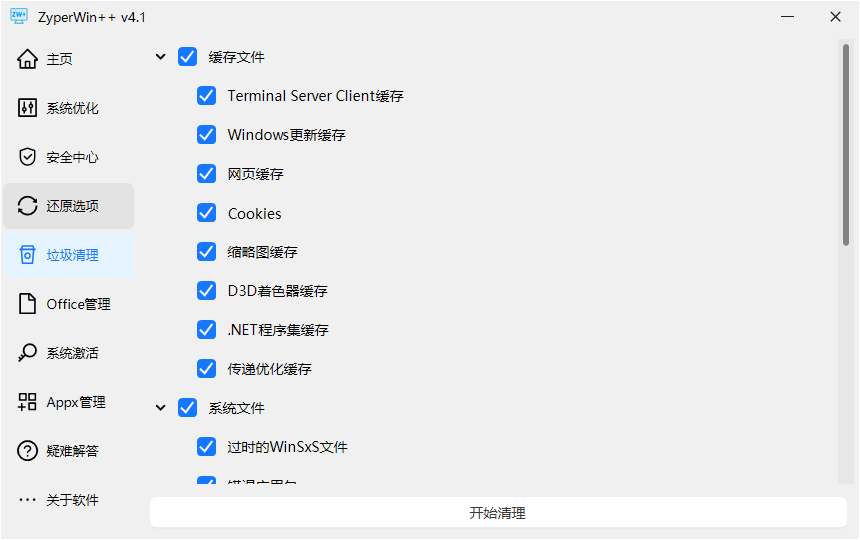 ZW+
ZyperWin++ v4.1
主页
系统优化
安全中心
还原选项
垃圾清理
Office管理
系统激活
Appx管理
疑难解答
关于软件
缓存文件
Terminal Server Client缓存
Windows更新缓存
网页缓存
Cookies
缩略图缓存
D3D着色器缓存
.NET程序集缓存
传递优化缓存
系统文件
过时的WinSxS文件
开始清理